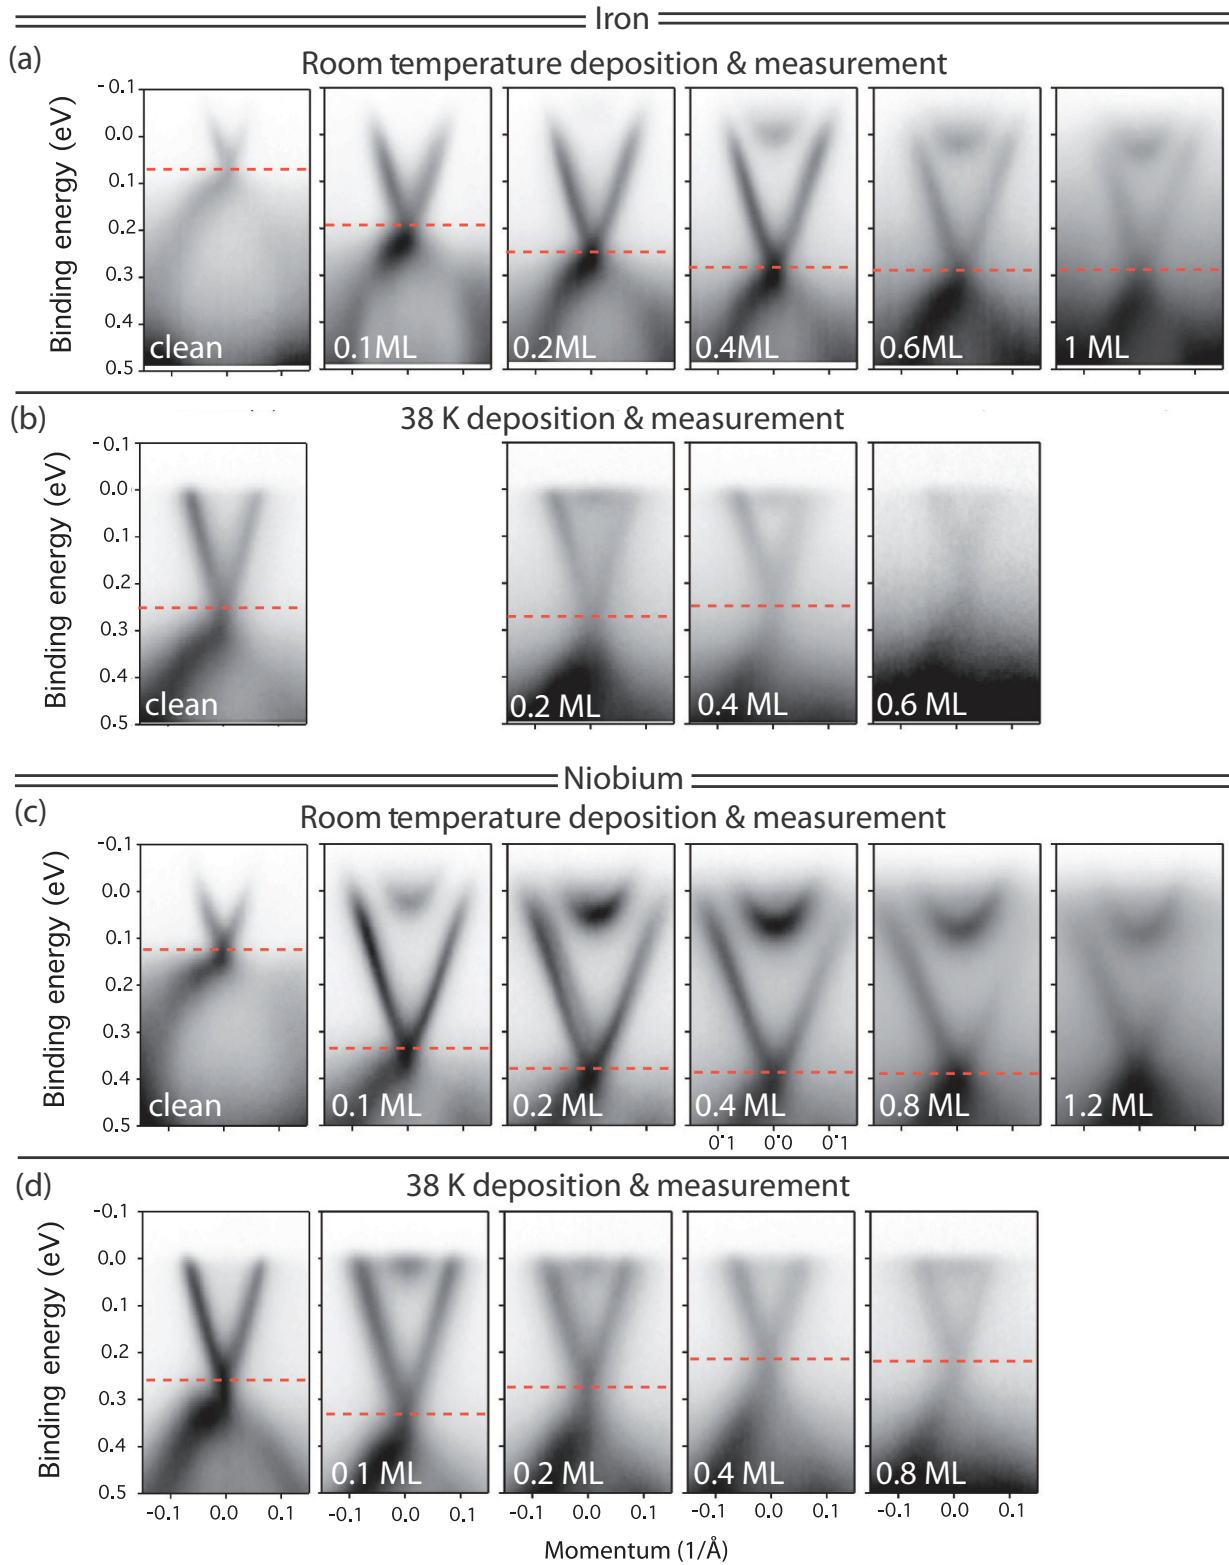 Iron
(a)
Room temperature deposition & measurement
Binding energy (eV)
-0.1
0.0
0.1
0.2
0.3
0.4
0.5
clean
0.1ML
0.2ML
0.4ML
0.6ML
1 ML
(b)
38 K deposition & measurement
Binding energy (eV)
-0.1
0.0
0.1
0.2
0.3
0.4
0.5
clean
0.2 ML
0.4 ML
0.6 ML
Niobium
(c)
Room temperature deposition & measurement
Binding energy (eV)
-0.1
0.0
0.1
0.2
0.3
0.4
0.5
clean
0.1 ML
0.2 ML
0.4 ML
0.8 ML
1.2 ML
0.1 0.0 0.1
(d)
38 K deposition & measurement
Binding energy (eV)
-0.1
0.0
0.1
0.2
0.3
0.4
0.5
0.1 ML
0.2 ML
0.4 ML
0.8 ML
-0.1 0.0 0.1 -0.1 0.0 0.1 -0.1 0.0 0.1 -0.1 0.0 0.1 -0.1 0.0 0.1
Momentum (1/Å)